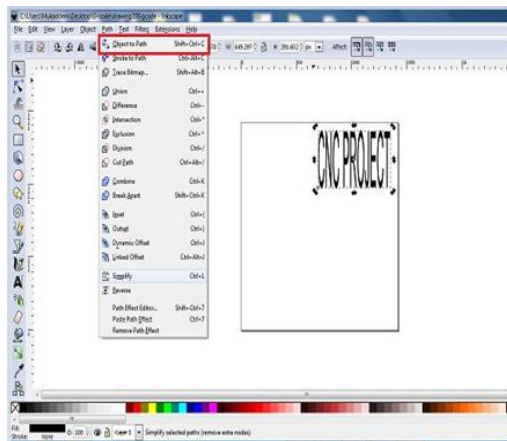 File Edit View Layer Object Path Text Filters Extensions Help
Object to Path Shift+Ctrl+C
Stroke to Path Ctrl+Alt+C
Trace Bitmap... Shift+Alt+B
Union Ctrl++
Difference Ctrl+-
Intersection Ctrl+*
Exclusion Ctrl+^
Division Ctrl+/
Cut Path Ctrl+Alt+/
Combine Ctrl+K
Break Apart Shift+Ctrl+K
Inset Ctrl+(
Outset Ctrl+)
Dynamic Offset Ctrl+J
Linked Offset Ctrl+Alt+J
Simplify Ctrl+L
Reverse
Path Effect Editor... Shift+Ctrl+7
Paste Path Effect Ctrl+7
Remove Path Effect
Affect:
CNC PROJECT
Fill:
Stroke: None
Simplify selected paths (remove extra nodes)